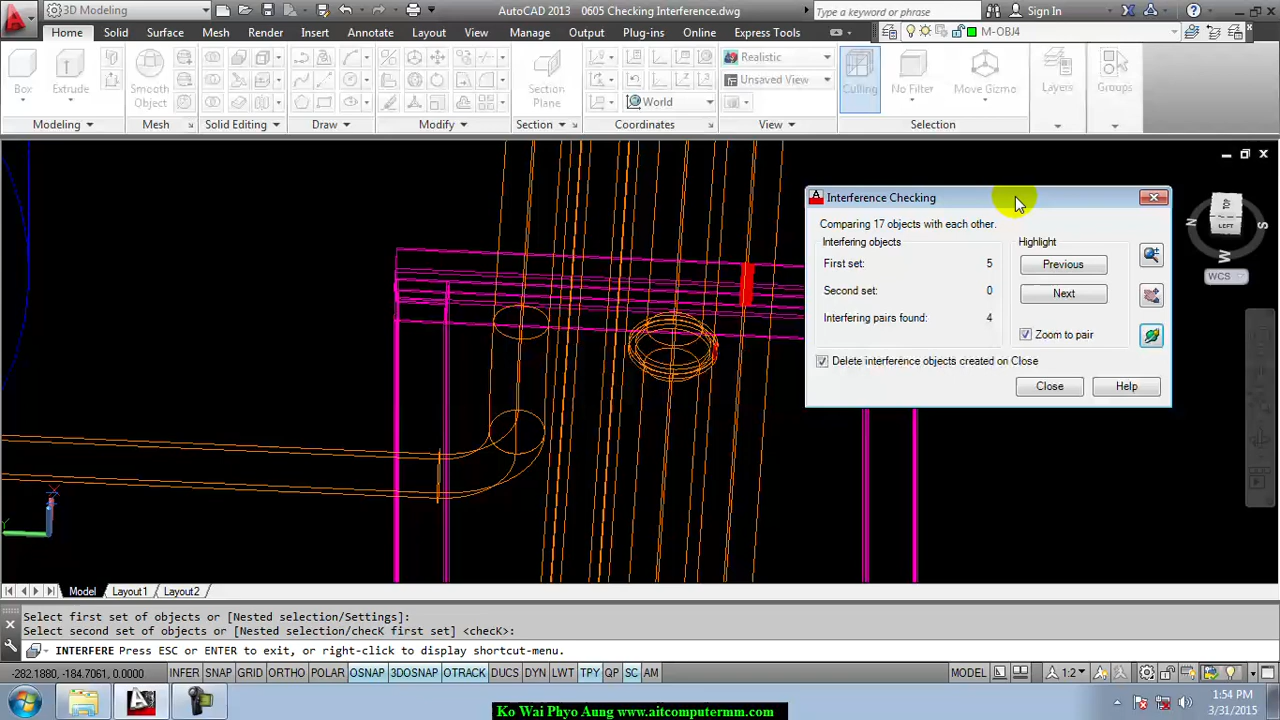 3D Modeling
AutoCAD 2013 0605 Checking Interference.dwg
Type a keyword or phrase
Sign In
Home
Solid
Surface
Render
Insert
Annotate
Layout
View
Manage
Output
Plug-ins
Online
Express Tools
M-OBJ4
Box
Extrude
Smooth Object
Section Plane
Realistic
Unsaved View
World
Culling
No Filter
Move Gizmo
Layers
Groups
Modeling
Mesh
Solid Editing
Draw
Modify
Section
Coordinates
View
Selection
Interference Checking
Comparing 17 objects with each other.
Interfering objects
First set: 5
Second set: 0
Interfering pairs found: 4
Highlight
Previous
Next
Zoom to pair
Delete interference objects created on Close
Close
Help
TOP
LEFT
N
S
W
WCS
Model
Layout1
Layout2
Select first set of objects or [Nested selection/Settings]:
Select second set of objects or [Nested selection/checK first set] <checK>:
INTERFERE Press ESC or ENTER to exit, or right-click to display shortcut-menu.
-282.1880, -184.7061, 0.0000
INFER SNAP GRID ORTHO POLAR OSNAP 3DOSNAP OTRACK DUCS DYN LWT TPY QP SC AM
MODEL
1:2
1:54 PM
3/31/2015
Ko Wai Phyo Aung www.aitcomputermm.com